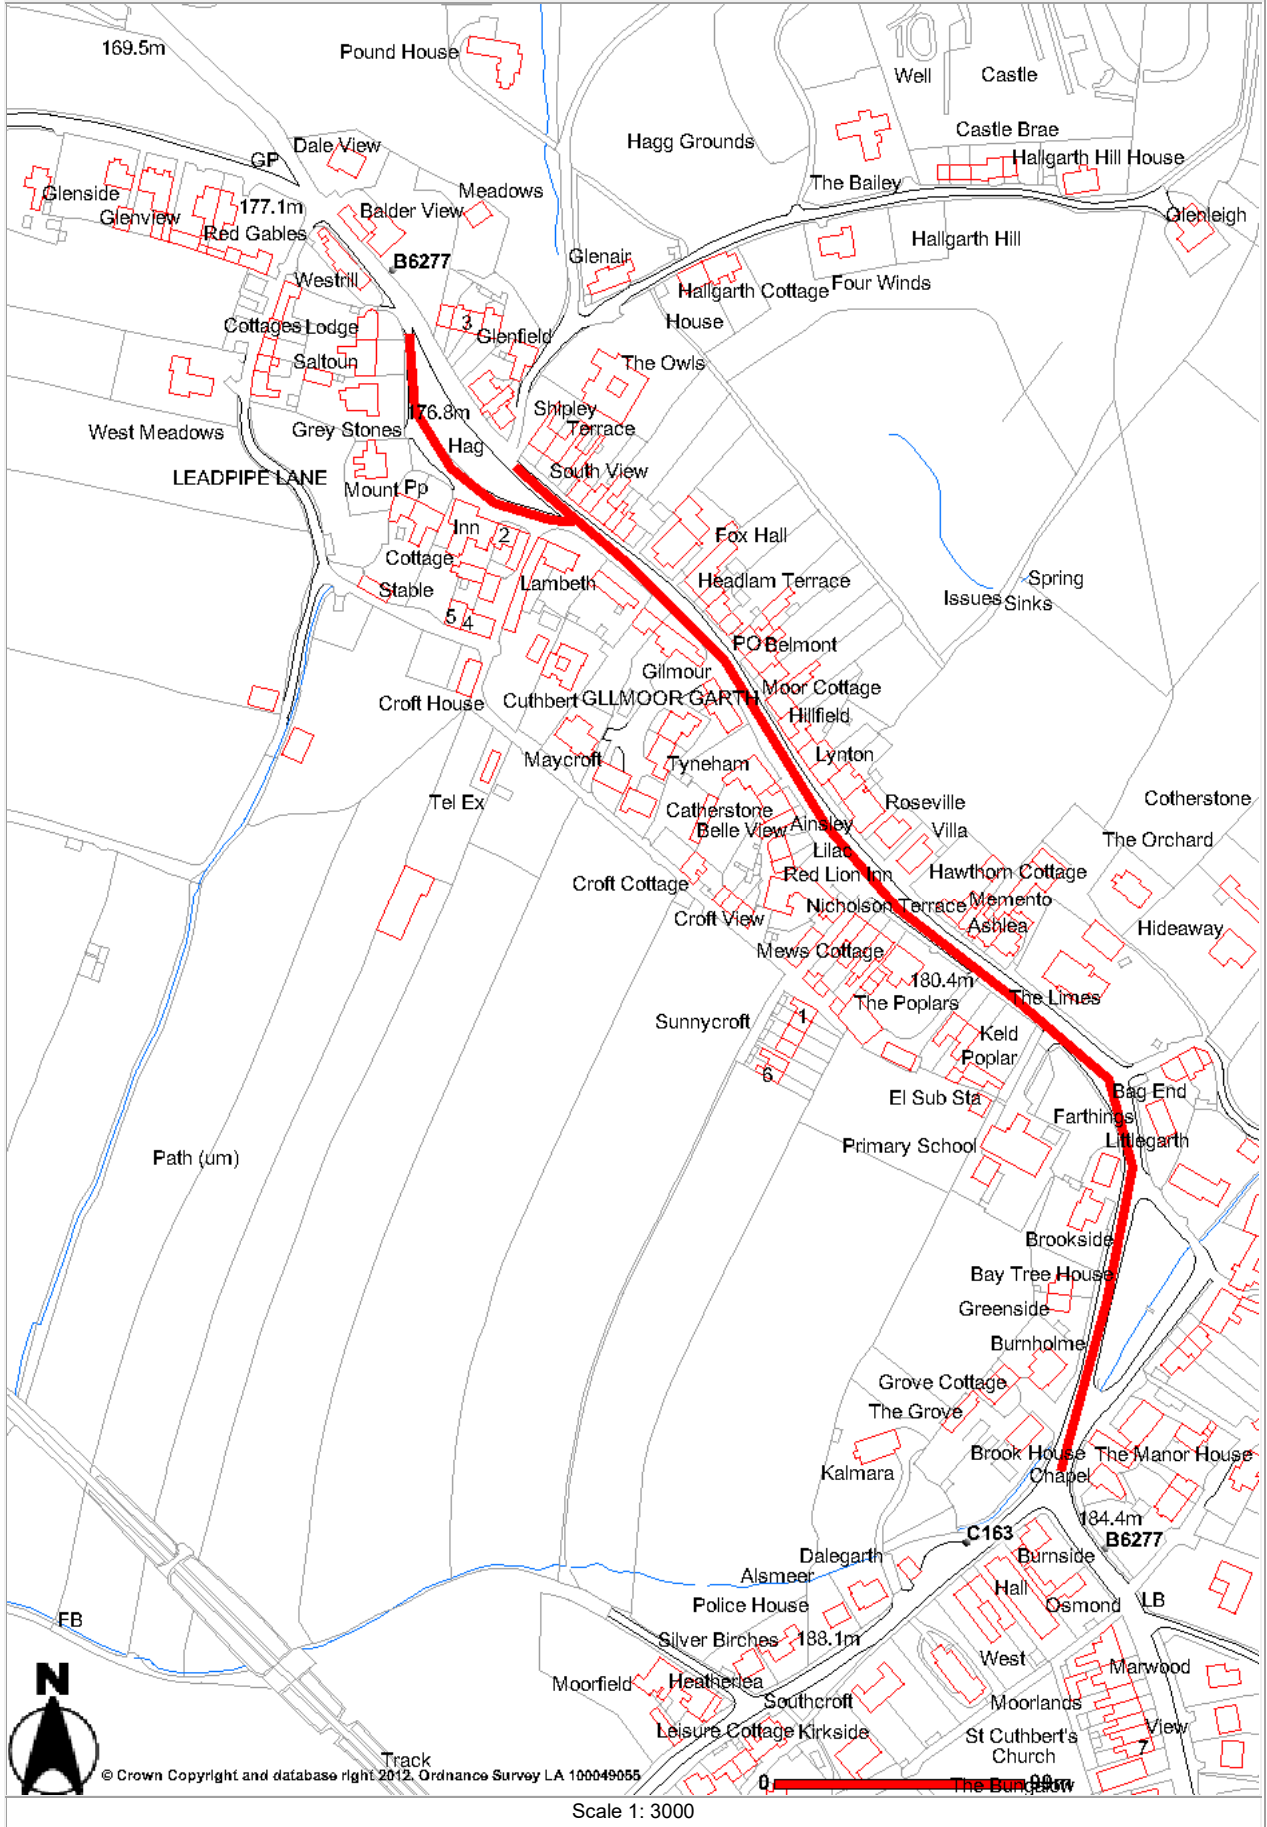 169.5m
Pound House
Well
Castle
Hagg Grounds
Castle Brae
Dale View
GP
Hallgarth Hill House
The Bailey
Glenside
Meadows
177.1m
Balder View
Glenview
Red Gables
Glenleigh
Hallgarth Hill
B6277
Glenair
Westrill
Four Winds
Hallgarth Cottage
House
Cottages
Lodge
3
Glenfield
Saltoun
The Owls
176.8m
Shipley
Terrace
West Meadows
Grey Stones
Hag
South View
LEADPIPE LANE
Mount
Pp
Inn
2
Fox Hall
Cottage
Headlam Terrace
Stable
Lambeth
Spring
Issues
Sinks
5
4
PO
Belmont
Gilmour
Croft House
Cuthbert
GLLMOOR GARTH
Moor Cottage
Hillfield
Maycroft
Tyneham
Lynton
Tel Ex
Catherstone
Roseville
Cotherstone
Belle View
Ainsley
Villa
The Orchard
Lilac
Red Lion Inn
Hawthorn Cottage
Croft Cottage
Nicholson Terrace
Memento
Croft View
Ashlea
Hideaway
Mews Cottage
180.4m
The Limes
The Poplars
Sunnycroft
1
Keld
Poplar
6
El Sub Sta
Bag End
Farthings
Primary School
Littlegarth
Path (um)
Brookside
Bay Tree House
Greenside
Burnholme
Grove Cottage
The Grove
Brook House
The Manor House
Kalmara
Chapel
184.4m
C163
B6277
Dalegarth
Burnside
Alsmeer
Hall
Police House
Osmond
LB
FB
Silver Birches
188.1m
West
N
Marwood
Moorfield
Heatherlea
Southcroft
Moorlands
Leisure Cottage
Kirkside
St Cuthbert's
Church
View
7
Track
© Crown Copyright and database right 2012. Ordnance Survey LA 100049055
0
99m
The Bungalow
Scale 1: 3000